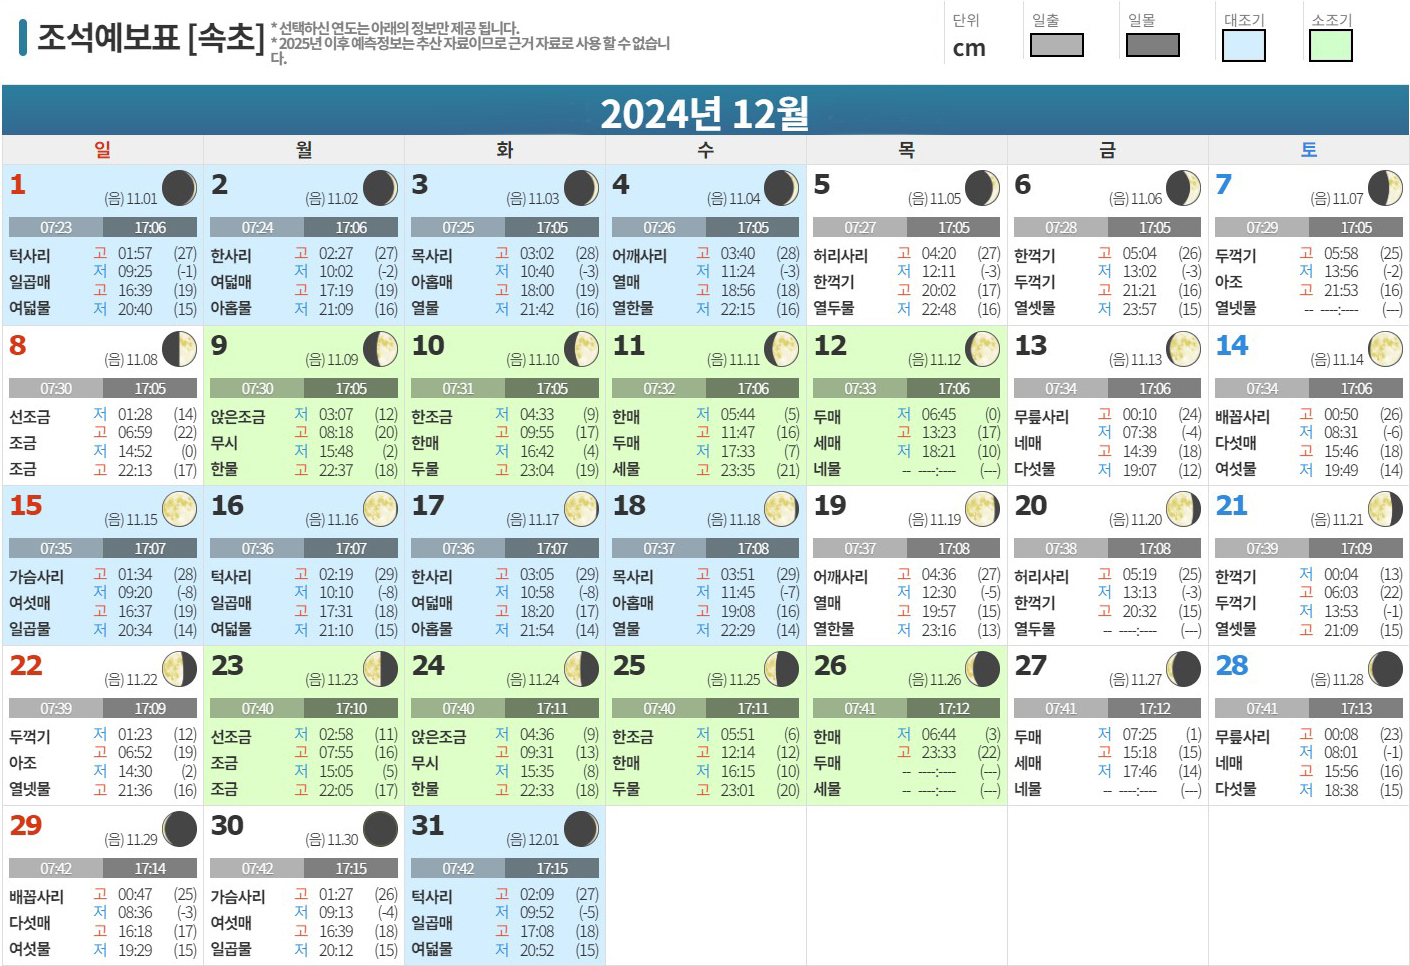 조석예보표 [속초]
* 선택하신 연도는 아래의 정보만 제공 됩니다.
* 2025년 이후 예측정보는 추산 자료이므로 근거 자료로 사용 할 수 없습니
다.
단위 일출 일몰 대조기 소조기
cm
2024년 12월
일 월 화 수 목 금 토
1 (음) 11.01
07:23 17:06
턱사리 일곱매 여덟물
고 01:57 (27)
저 09:25 (-1)
고 16:39 (19)
저 20:40 (15)
2 (음) 11.02
07:24 17:06
한사리 여덟매 아홉물
고 02:27 (27)
저 10:02 (-2)
고 17:19 (19)
저 21:09 (16)
3 (음) 11.03
07:25 17:05
목사리 아홉매 열물
고 03:02 (28)
저 10:40 (-3)
고 18:00 (19)
저 21:42 (16)
4 (음) 11.04
07:26 17:05
어깨사리 열매 열한물
고 03:40 (28)
저 11:24 (-3)
고 18:56 (18)
저 22:15 (16)
5 (음) 11.05
07:27 17:05
허리사리 한꺽기 열두물
고 04:20 (27)
저 12:11 (-3)
고 20:02 (17)
저 22:48 (16)
6 (음) 11.06
07:28 17:05
한꺽기 두꺽기 열셋물
고 05:04 (26)
저 13:02 (-3)
고 21:21 (16)
저 23:57 (15)
7 (음) 11.07
07:29 17:05
두꺽기 아조 열넷물
고 05:58 (25)
저 13:56 (-2)
고 21:53 (16)
-- ----:---- (---)
8 (음) 11.08
07:30 17:05
선조금 조금 조금
저 01:28 (14)
고 06:59 (22)
저 14:52 (0)
고 22:13 (17)
9 (음) 11.09
07:30 17:05
앉은조금 무시 한물
저 03:07 (12)
고 08:18 (20)
저 15:48 (2)
고 22:37 (18)
10 (음) 11.10
07:31 17:05
한조금 한매 두물
저 04:33 (9)
고 09:55 (17)
저 16:42 (4)
고 23:04 (19)
11 (음) 11.11
07:32 17:06
한매 두매 세물
저 05:44 (5)
고 11:47 (16)
저 17:33 (7)
고 23:35 (21)
12 (음) 11.12
07:33 17:06
두매 세매 네물
저 06:45 (0)
고 13:23 (17)
저 18:21 (10)
-- ----:---- (---)
13 (음) 11.13
07:34 17:06
무릎사리 네매 다섯물
고 00:10 (24)
저 07:38 (-4)
고 14:39 (18)
저 19:07 (12)
14 (음) 11.14
07:34 17:06
배꼽사리 다섯매 여섯물
고 00:50 (26)
저 08:31 (-6)
고 15:46 (18)
저 19:49 (14)
15 (음) 11.15
07:35 17:07
가슴사리 여섯매 일곱물
고 01:34 (28)
저 09:20 (-8)
고 16:37 (19)
저 20:34 (14)
16 (음) 11.16
07:36 17:07
턱사리 일곱매 여덟물
고 02:19 (29)
저 10:10 (-8)
고 17:31 (18)
저 21:10 (15)
17 (음) 11.17
07:36 17:07
한사리 여덟매 아홉물
고 03:05 (29)
저 10:58 (-8)
고 18:20 (17)
저 21:54 (14)
18 (음) 11.18
07:37 17:08
목사리 아홉매 열물
고 03:51 (29)
저 11:45 (-7)
고 19:08 (16)
저 22:29 (14)
19 (음) 11.19
07:37 17:08
어깨사리 열매 열한물
고 04:36 (27)
저 12:30 (-5)
고 19:57 (15)
저 23:16 (13)
20 (음) 11.20
07:38 17:08
허리사리 한꺽기 열두물
고 05:19 (25)
저 13:13 (-3)
고 20:32 (15)
-- ----:---- (---)
21 (음) 11.21
07:39 17:09
한꺽기 두꺽기 열셋물
저 00:04 (13)
고 06:03 (22)
저 13:53 (-1)
고 21:09 (15)
22 (음) 11.22
07:39 17:09
두꺽기 아조 열넷물
저 01:23 (12)
고 06:52 (19)
저 14:30 (2)
고 21:36 (16)
23 (음) 11.23
07:40 17:10
선조금 조금 조금
저 02:58 (11)
고 07:55 (16)
저 15:05 (5)
고 22:05 (17)
24 (음) 11.24
07:40 17:11
앉은조금 무시 한물
저 04:36 (9)
고 09:31 (13)
저 15:35 (8)
고 22:33 (18)
25 (음) 11.25
07:40 17:11
한조금 한매 두물
저 05:51 (6)
고 12:14 (12)
저 16:15 (10)
고 23:01 (20)
26 (음) 11.26
07:41 17:12
한매 두매 세물
저 06:44 (3)
고 23:33 (22)
-- ----:---- (---)
-- ----:---- (---)
27 (음) 11.27
07:41 17:12
두매 세매 네물
저 07:25 (1)
고 15:18 (15)
저 17:46 (14)
-- ----:---- (---)
28 (음) 11.28
07:41 17:13
무릎사리 네매 다섯물
고 00:08 (23)
저 08:01 (-1)
고 15:56 (16)
저 18:38 (15)
29 (음) 11.29
07:42 17:14
배꼽사리 다섯매 여섯물
고 00:47 (25)
저 08:36 (-3)
고 16:18 (17)
저 19:29 (15)
30 (음) 11.30
07:42 17:15
가슴사리 여섯매 일곱물
고 01:27 (26)
저 09:13 (-4)
고 16:39 (18)
저 20:12 (15)
31 (음) 12.01
07:42 17:15
턱사리 일곱매 여덟물
고 02:09 (27)
저 09:52 (-5)
고 17:08 (18)
저 20:52 (15)